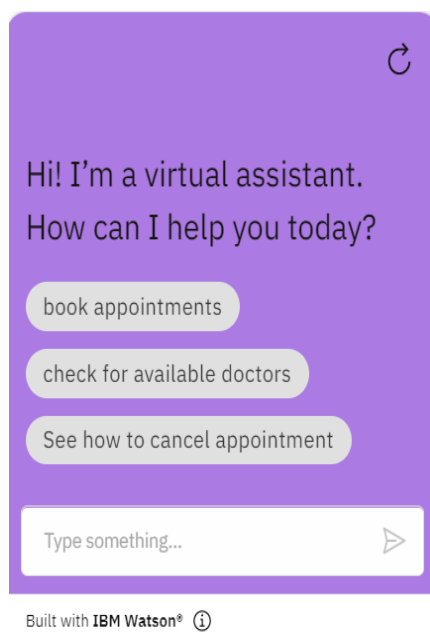 Hi! I’m a virtual assistant.
How can I help you today?
book appointments
check for available doctors
See how to cancel appointment
Type something...
Built with IBM Watson®